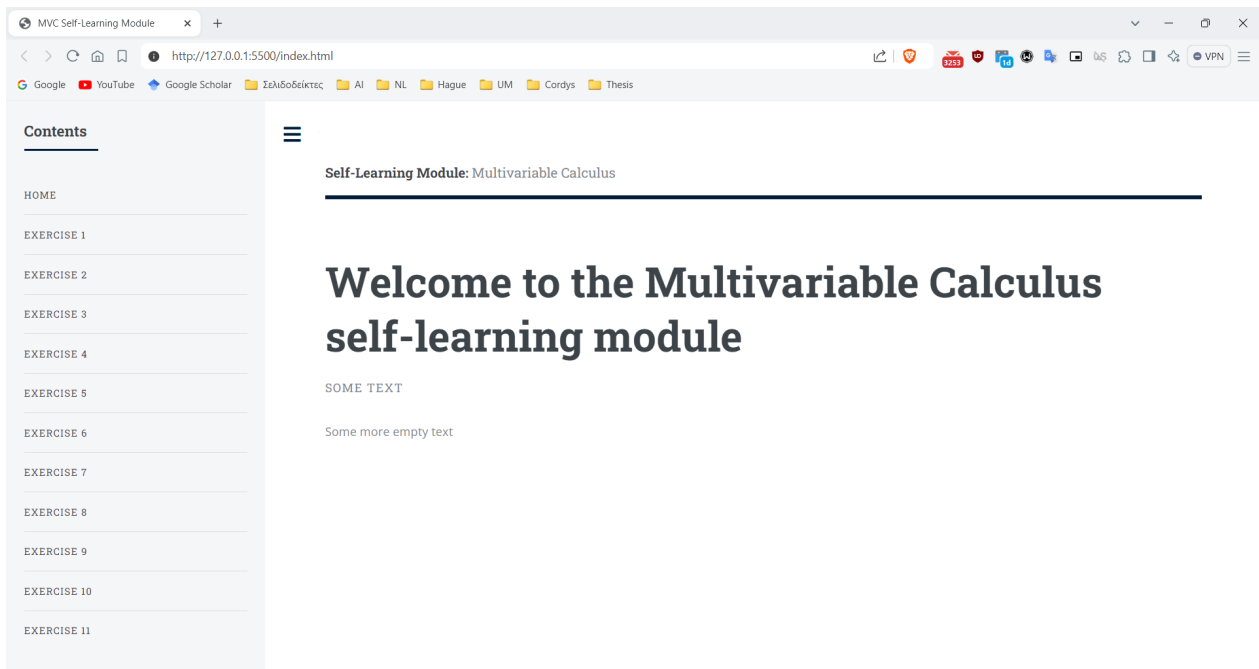 MVC Self-Learning Module
http://127.0.0.1:5500/index.html
3253
1d
VPN
Google YouTube Google Scholar Σελιδοδείκτες AI NL Hague UM Cordys Thesis
Contents
HOME
EXERCISE 1
EXERCISE 2
EXERCISE 3
EXERCISE 4
EXERCISE 5
EXERCISE 6
EXERCISE 7
EXERCISE 8
EXERCISE 9
EXERCISE 10
EXERCISE 11
Self-Learning Module: Multivariable Calculus
Welcome to the Multivariable Calculus
self-learning module
SOME TEXT
Some more empty text